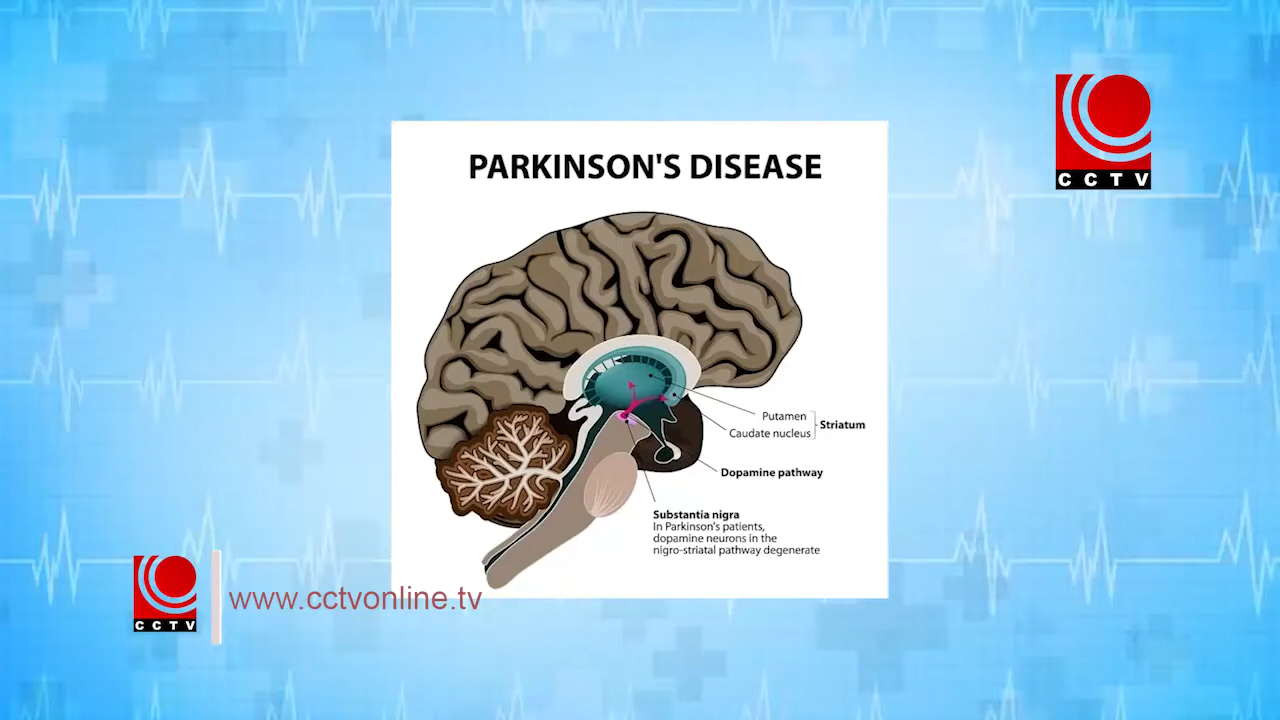 CCTV
PARKINSON'S DISEASE
Putamen
Caudate nucleus
Striatum
Dopamine pathway
Substantia nigra
In Parkinson's patients,
dopamine neurons in the
nigro-striatal pathway degenerate
CCTV
www.cctvonline.tv